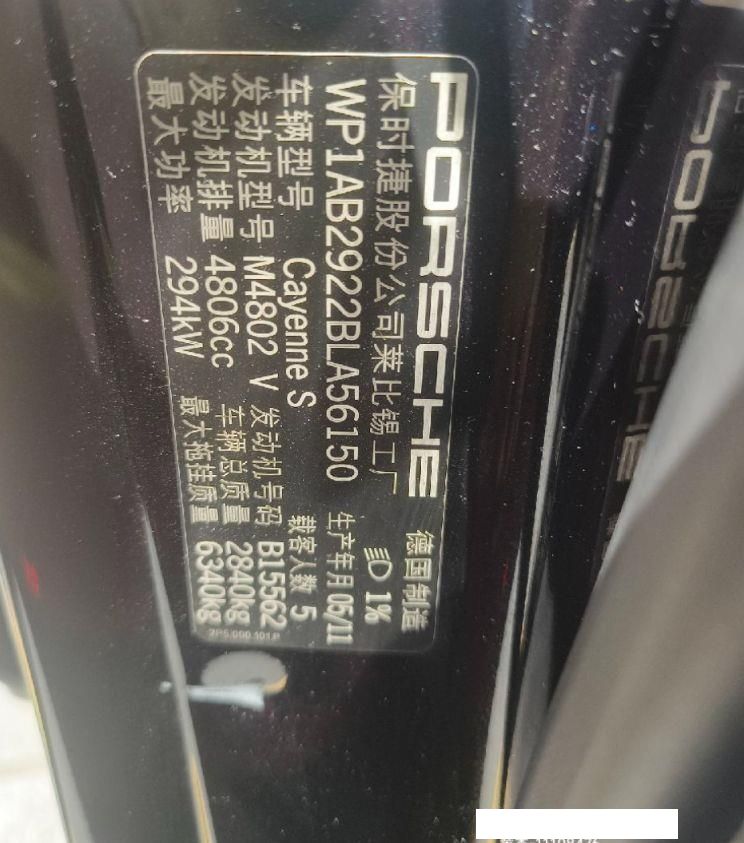 PORSCHE 德国制造
保时捷股份公司莱比锡工厂 1%
WP1AB2922BLA56150 生产年月 05/11
车辆型号 Cayenne S 载客人数 5
发动机型号 M4802 V 发动机号码 B15562
发动机排量 4806cc 车辆总质量 2840kg
最大功率 294kW 最大拖挂质量 6340kg